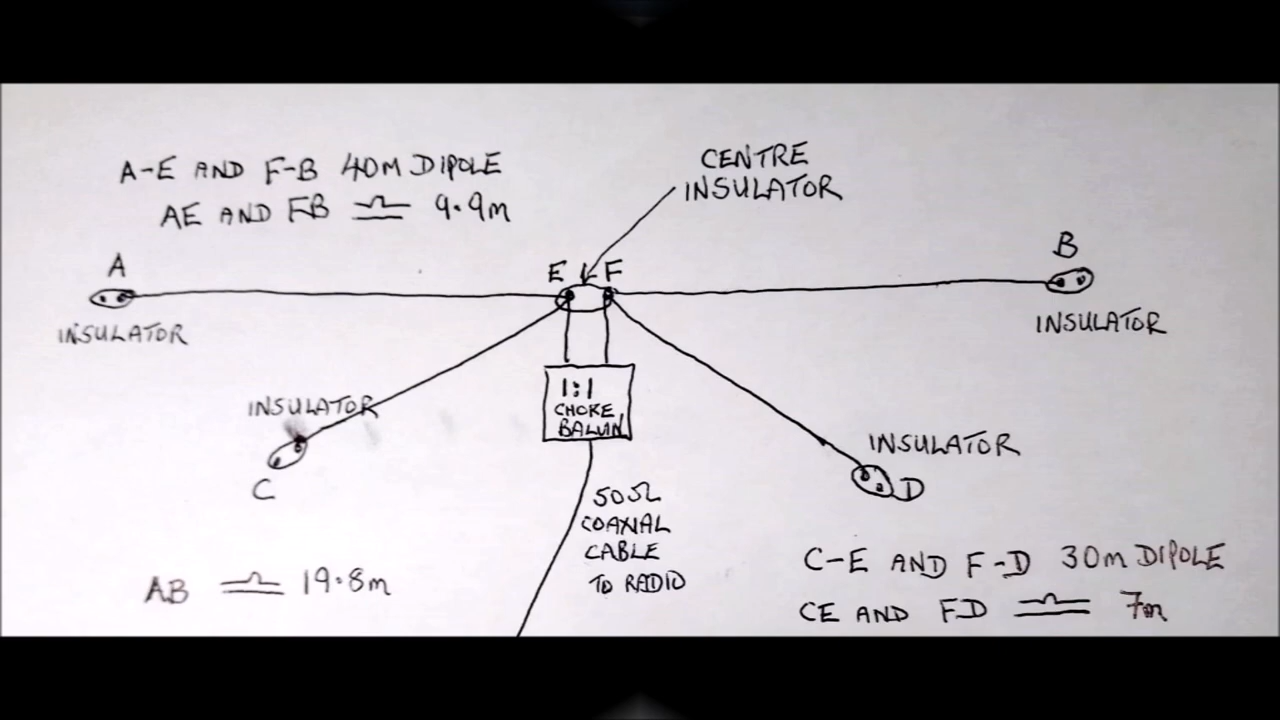 A-E AND F-B 40M DIPOLE
AE AND FB ≏ 9.9m
CENTRE
INSULATOR
A
E
F
B
INSULATOR
INSULATOR
1:1
CHOKE
BALUN
INSULATOR
C
INSULATOR
D
50Ω
COAXIAL
CABLE
TO RADIO
AB ≏ 19.8m
C-E AND F-D 30m DIPOLE
CE AND FD ≏ 7m